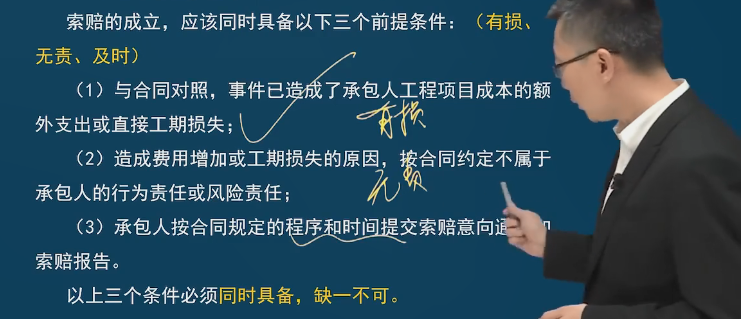 索赔的成立，应该同时具备以下三个前提条件：（有损、
无责、及时）
（1）与合同对照，事件已造成了承包人工程项目成本的额
外支出或直接工期损失；
有损
（2）造成费用增加或工期损失的原因，按合同约定不属于
承包人的行为责任或风险责任；
无责
（3）承包人按合同规定的程序和时间提交索赔意向通
索赔报告。
以上三个条件必须同时具备，缺一不可。